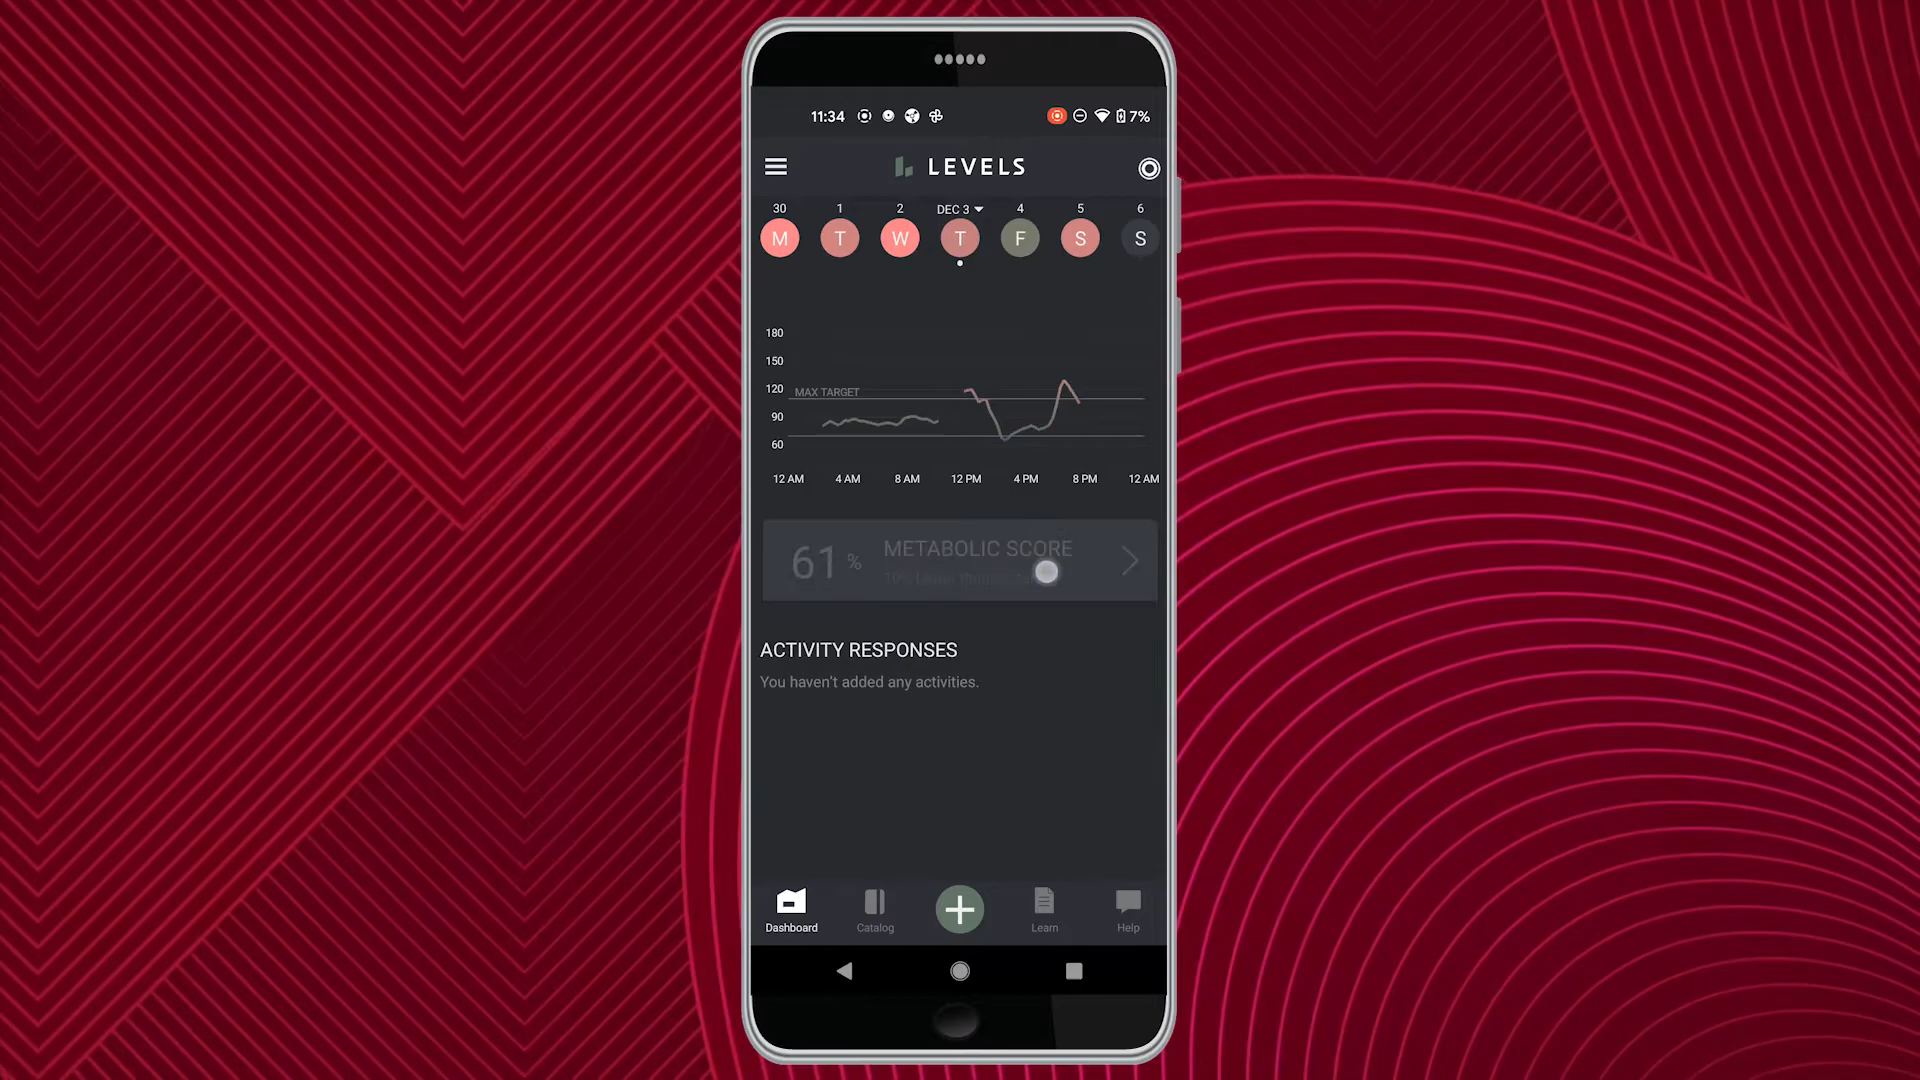 11:34 7%
LEVELS
30 1 2 DEC 3 4 5 6
M T W T F S S
180
150
120
MAX TARGET
90
60
12 AM 4 AM 8 AM 12 PM 4 PM 8 PM 12 AM
61 % METABOLIC SCORE
10%
ACTIVITY RESPONSES
You haven't added any activities.
Dashboard Catalog Learn Help